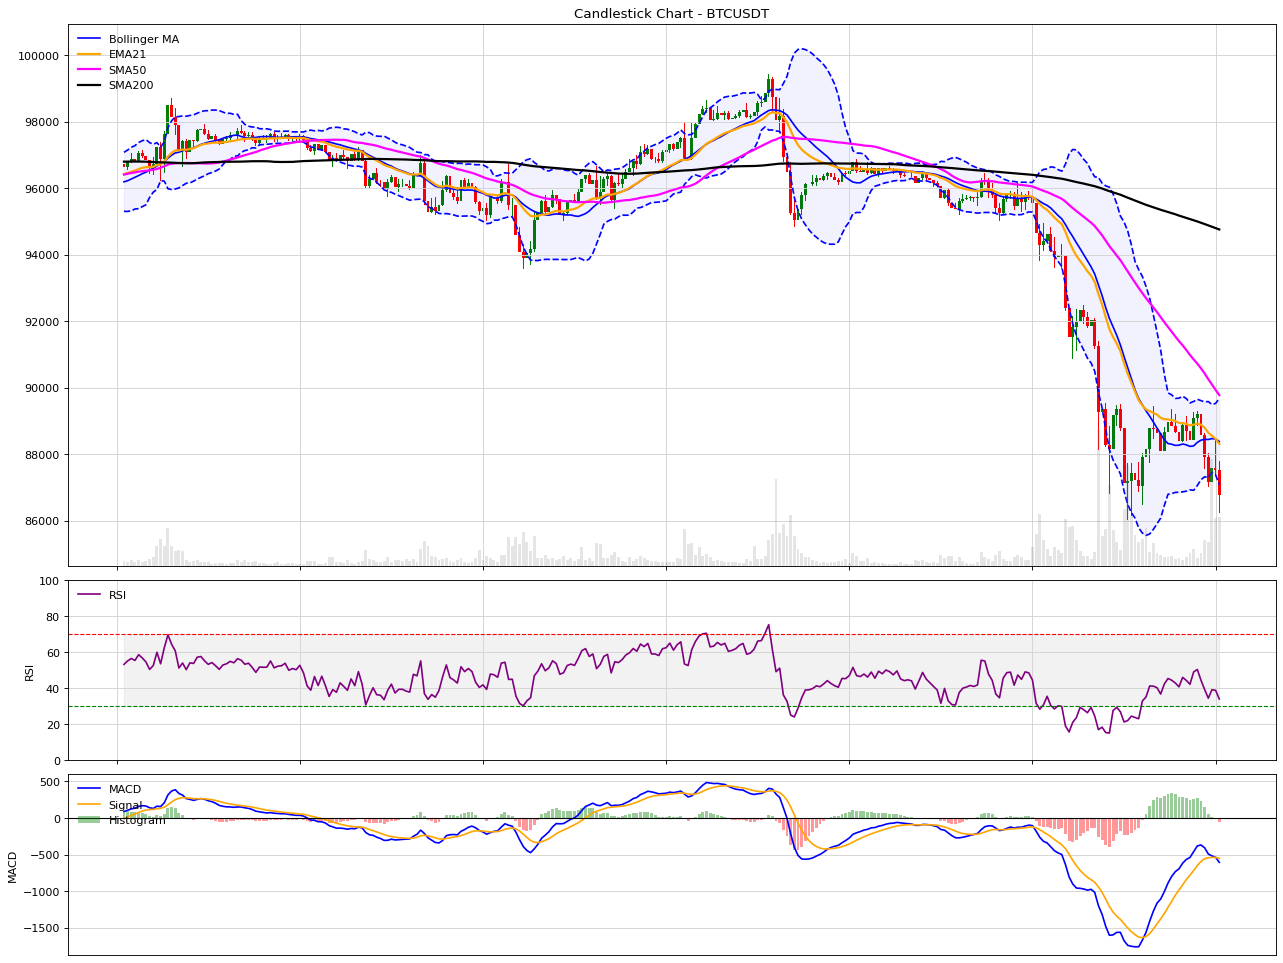 Candlestick Chart - BTCUSDT
Bollinger MA
EMA21
SMA50
SMA200
100000
98000
96000
94000
92000
90000
88000
86000
RSI
RSI
100
80
60
40
20
0
MACD
Signal
Histogram
MACD
500
0
−500
−1000
−1500